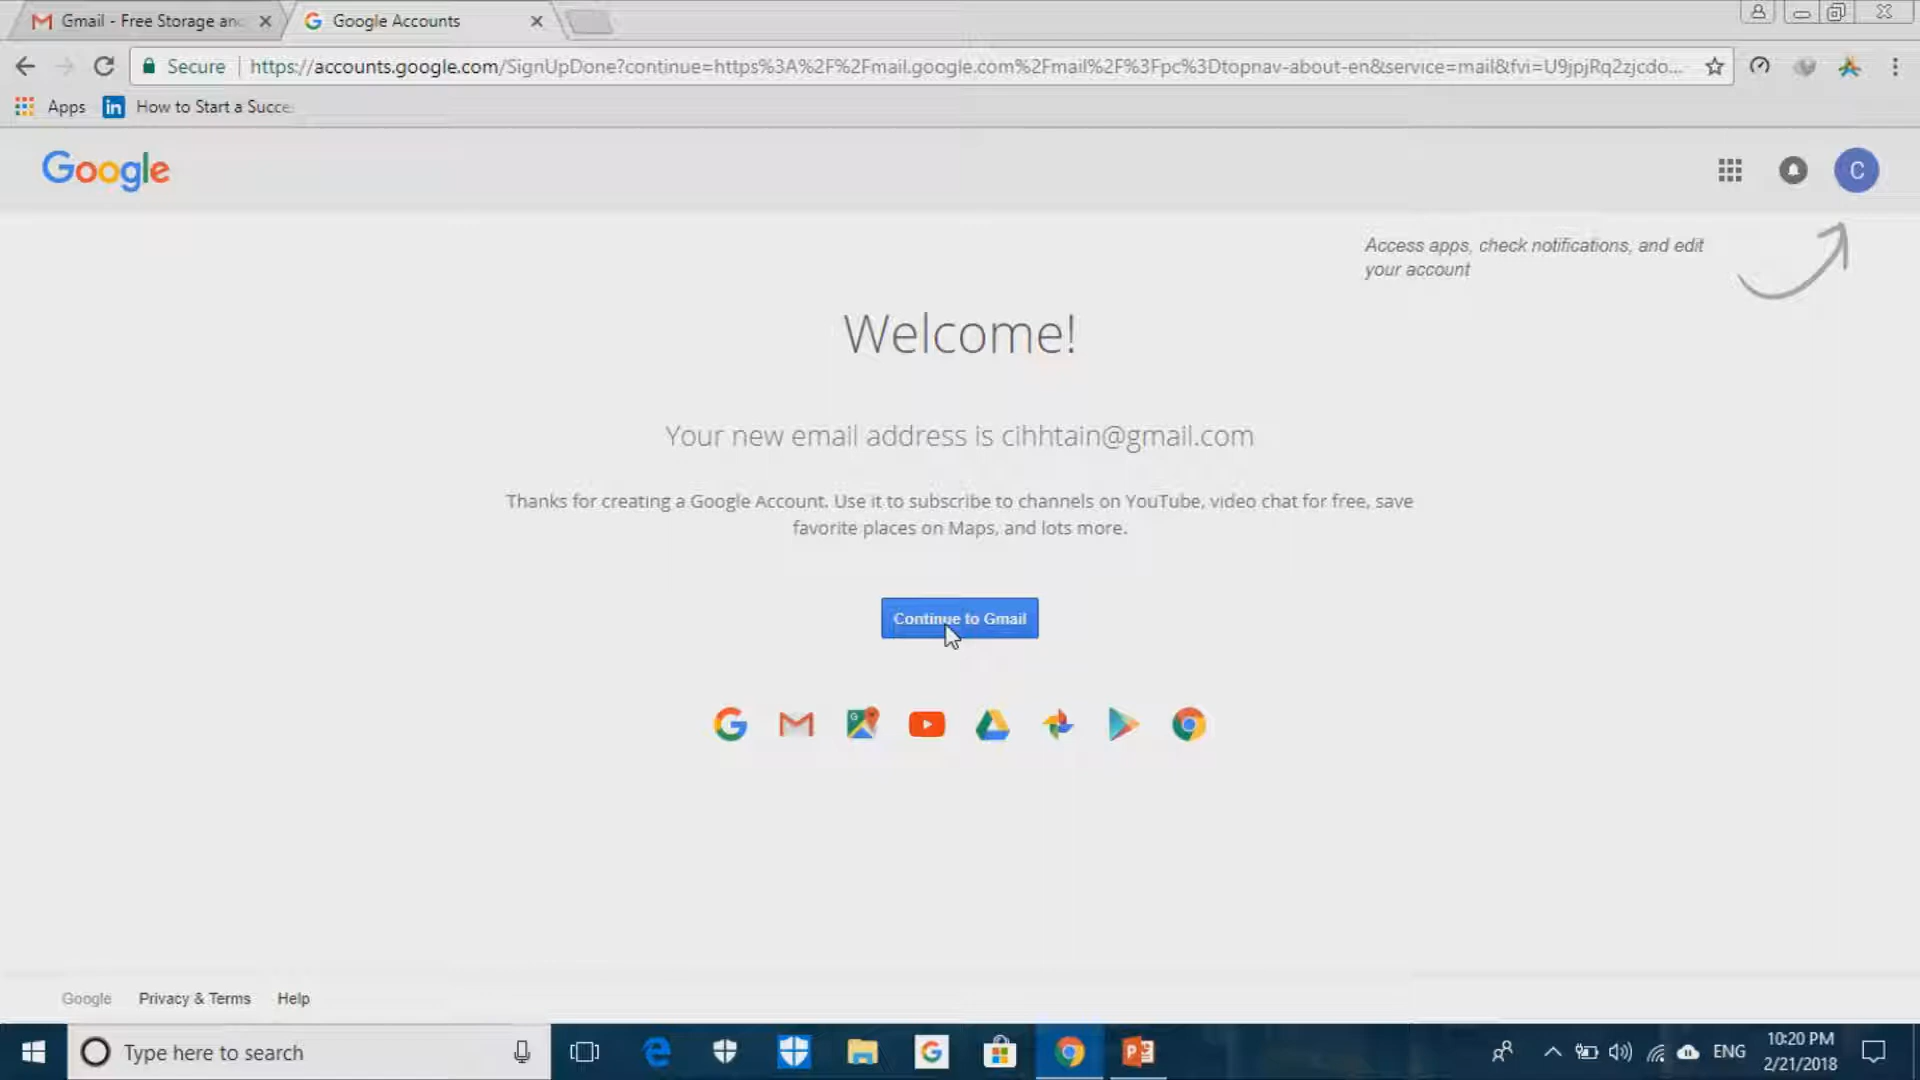 Gmail - Free Storage and
Google Accounts
Secure
https://accounts.google.com/SignUpDone?continue=https%3A%2F%2Fmail.google.com%2Fmail%2F%3Fpc%3Dtopnav-about-en&service=mail&fvi=U9jpjRq2zjcdo...
Apps
in
How to Start a Succe
Google
C
Access apps, check notifications, and edit
your account
Welcome!
Your new email address is cihhtain@gmail.com
Thanks for creating a Google Account. Use it to subscribe to channels on YouTube, video chat for free, save
favorite places on Maps, and lots more.
Continue to Gmail
Google
Privacy & Terms
Help
Type here to search
ENG
10:20 PM
2/21/2018